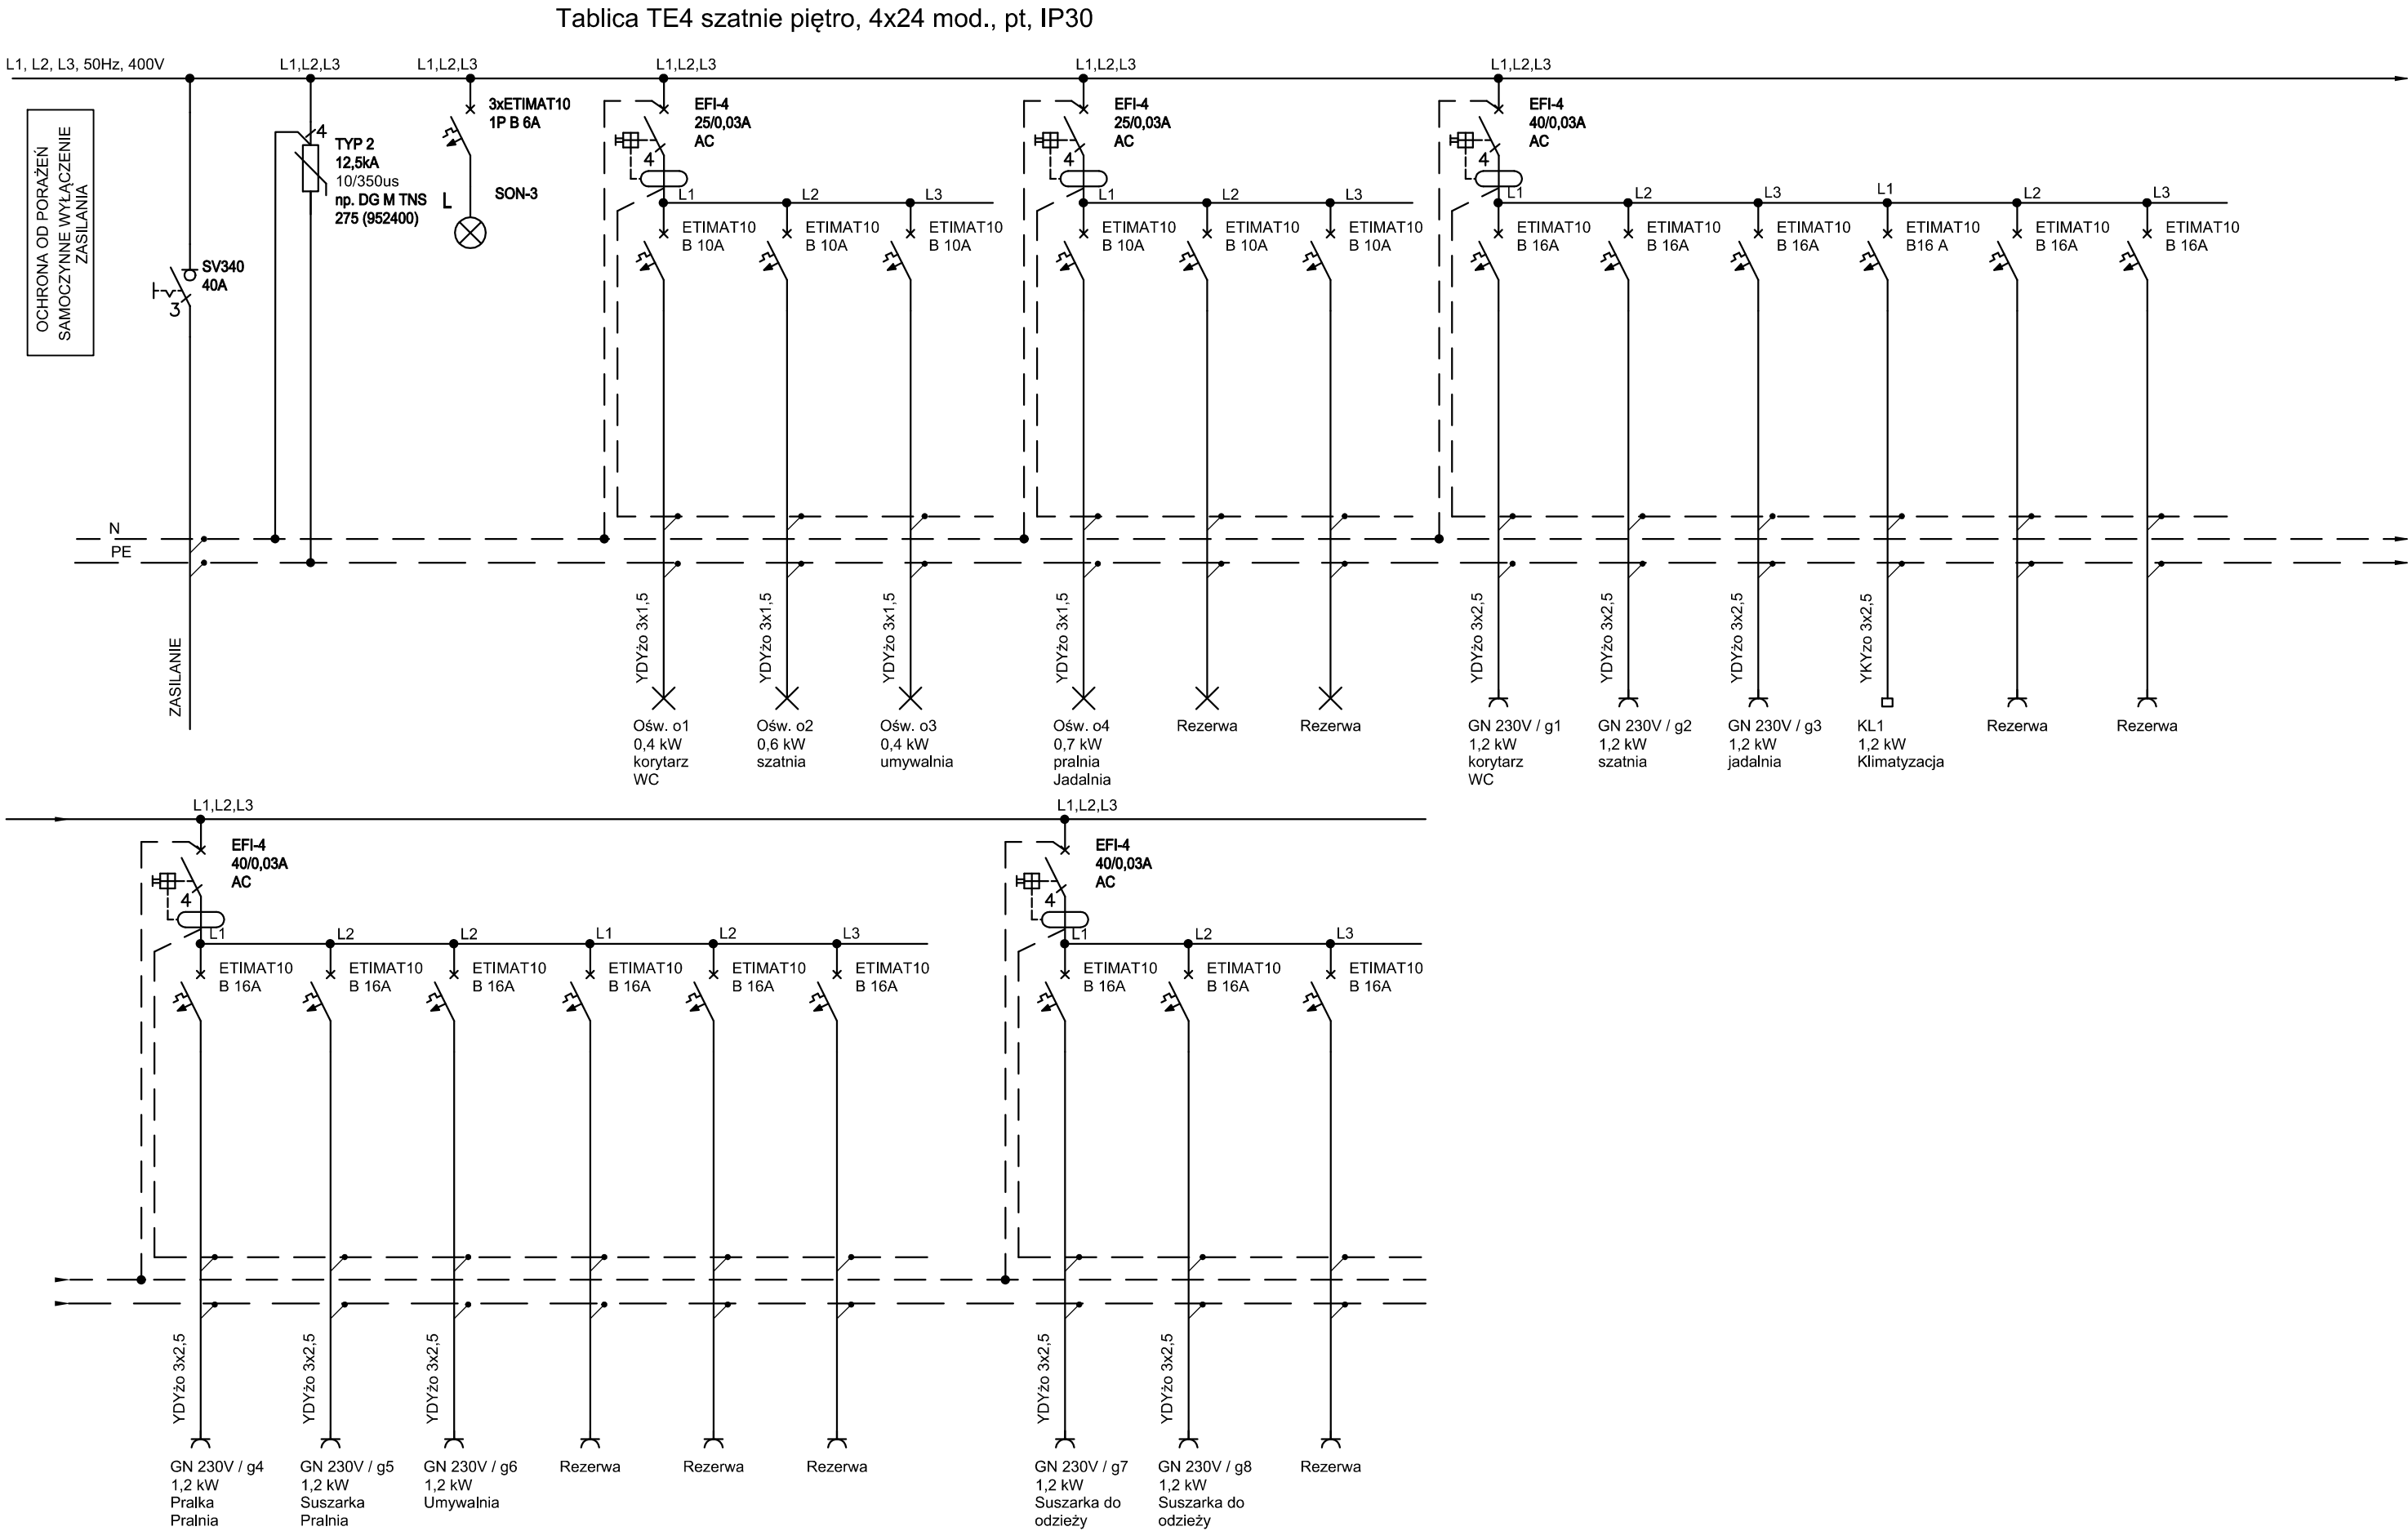 Tablica TE4 szatnie piętro, 4x24 mod., pt, IP30
L1, L2, L3, 50Hz, 400V
OCHRONA OD PORAŻEŃ
SAMOCZYNNE WYŁĄCZENIE
ZASILANIA
SV340
40A
3
ZASILANIE
N
PE
L1,L2,L3
4
TYP 2
12,5kA
10/350us
np. DG M TNS
275 (952400)
L1,L2,L3
3xETIMAT10
1P B 6A
L
SON-3
L1,L2,L3
EFI-4
25/0,03A
AC
4
L1
ETIMAT10
B 10A
YDYżo 3x1,5
Ośw. o1
0,4 kW
korytarz
WC
L2
ETIMAT10
B 10A
YDYżo 3x1,5
Ośw. o2
0,6 kW
szatnia
L3
ETIMAT10
B 10A
YDYżo 3x1,5
Ośw. o3
0,4 kW
umywalnia
L1,L2,L3
EFI-4
25/0,03A
AC
4
L1
ETIMAT10
B 10A
YDYżo 3x1,5
Ośw. o4
0,7 kW
pralnia
Jadalnia
L2
ETIMAT10
B 10A
Rezerwa
L3
ETIMAT10
B 10A
Rezerwa
L1,L2,L3
EFI-4
40/0,03A
AC
4
L1
ETIMAT10
B 16A
YDYżo 3x2,5
GN 230V / g1
1,2 kW
korytarz
WC
L2
ETIMAT10
B 16A
YDYżo 3x2,5
GN 230V / g2
1,2 kW
szatnia
L3
ETIMAT10
B 16A
YDYżo 3x2,5
GN 230V / g3
1,2 kW
jadalnia
L1
ETIMAT10
B16 A
YKYzo 3x2,5
KL1
1,2 kW
Klimatyzacja
L2
ETIMAT10
B 16A
Rezerwa
L3
ETIMAT10
B 16A
Rezerwa
L1,L2,L3
EFI-4
40/0,03A
AC
4
L1
ETIMAT10
B 16A
YDYżo 3x2,5
GN 230V / g4
1,2 kW
Pralka
Pralnia
L2
ETIMAT10
B 16A
YDYżo 3x2,5
GN 230V / g5
1,2 kW
Suszarka
Pralnia
L2
ETIMAT10
B 16A
YDYżo 3x2,5
GN 230V / g6
1,2 kW
Umywalnia
L1
ETIMAT10
B 16A
Rezerwa
L2
ETIMAT10
B 16A
Rezerwa
L3
ETIMAT10
B 16A
Rezerwa
L1,L2,L3
EFI-4
40/0,03A
AC
4
L1
ETIMAT10
B 16A
YDYżo 3x2,5
GN 230V / g7
1,2 kW
Suszarka do
odzieży
L2
ETIMAT10
B 16A
YDYżo 3x2,5
GN 230V / g8
1,2 kW
Suszarka do
odzieży
L3
ETIMAT10
B 16A
Rezerwa